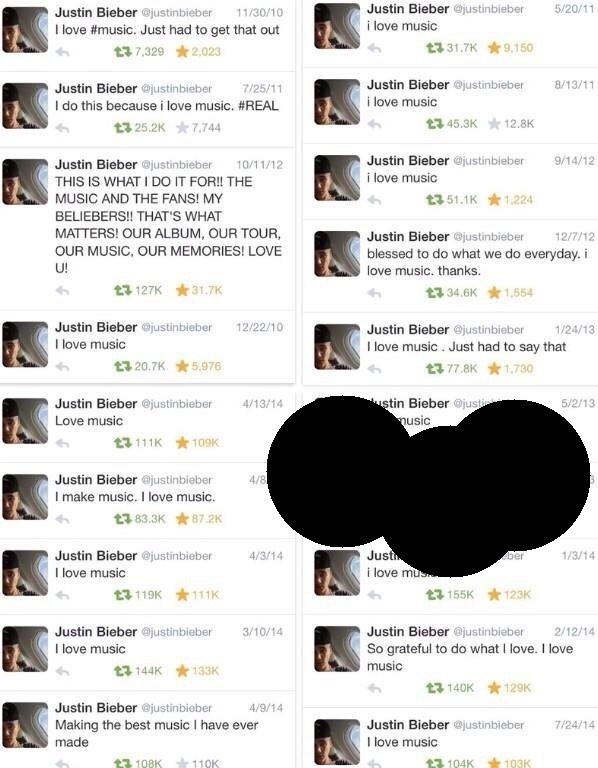 Justin Bieber @justinbieber 11/30/10
I love #music. Just had to get that out
7,329 2,023
Justin Bieber @justinbieber 7/25/11
I do this because i love music. #REAL
25.2K 7,744
Justin Bieber @justinbieber 10/11/12
THIS IS WHAT I DO IT FOR!! THE
MUSIC AND THE FANS! MY
BELIEBERS!! THAT'S WHAT
MATTERS! OUR ALBUM, OUR TOUR,
OUR MUSIC, OUR MEMORIES! LOVE
U!
127K 31.7K
Justin Bieber @justinbieber 12/22/10
I love music
20.7K 5,976
Justin Bieber @justinbieber 5/20/11
i love music
31.7K 9,150
Justin Bieber @justinbieber 8/13/11
i love music
45.3K 12.8K
Justin Bieber @justinbieber 9/14/12
i love music
51.1K 1,224
Justin Bieber @justinbieber 12/7/12
blessed to do what we do everyday. i
love music. thanks.
34.6K 1,554
Justin Bieber @justinbieber 1/24/13
I love music . Just had to say that
77.8K 1,730
Justin Bieber @justinbieber 4/13/14
Love music
111K 109K
Justin Bieber @justinbieber
I make music. I love music.
83.3K 87.2K
Justin Bieber @justinbieber 4/3/14
I love music
119K 111K
Justin Bieber @justinbieber 3/10/14
I love music
144K 133K
Justin Bieber @justinbieber 4/9/14
Making the best music I have ever
made
108K 110K
Bieber 5/2/13
music
1/3/14
i love
155K 123K
Justin Bieber @justinbieber 2/12/14
So grateful to do what I love. I love
music
140K 129K
Justin Bieber @justinbieber 7/24/14
I love music
104K 103K